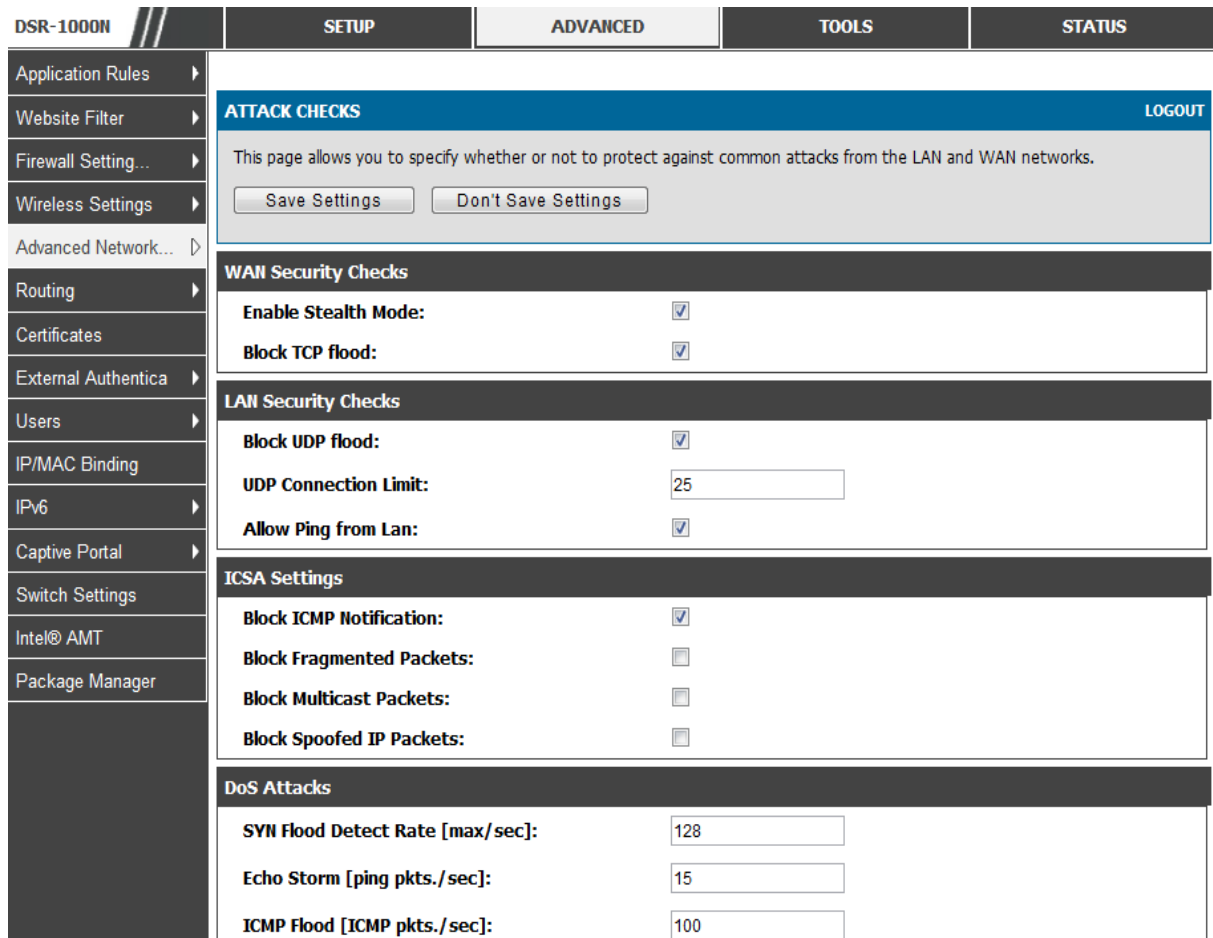 DSR-1000N
SETUP
ADVANCED
TOOLS
STATUS
Application Rules
Website Filter
Firewall Setting...
Wireless Settings
Advanced Network...
Routing
Certificates
External Authentica
Users
IP/MAC Binding
IPv6
Captive Portal
Switch Settings
Intel® AMT
Package Manager
ATTACK CHECKS
LOGOUT
This page allows you to specify whether or not to protect against common attacks from the LAN and WAN networks.
Save Settings
Don't Save Settings
WAN Security Checks
Enable Stealth Mode:
Block TCP flood:
LAN Security Checks
Block UDP flood:
UDP Connection Limit: 25
Allow Ping from Lan:
ICSA Settings
Block ICMP Notification:
Block Fragmented Packets:
Block Multicast Packets:
Block Spoofed IP Packets:
DoS Attacks
SYN Flood Detect Rate [max/sec]: 128
Echo Storm [ping pkts./sec]: 15
ICMP Flood [ICMP pkts./sec]: 100